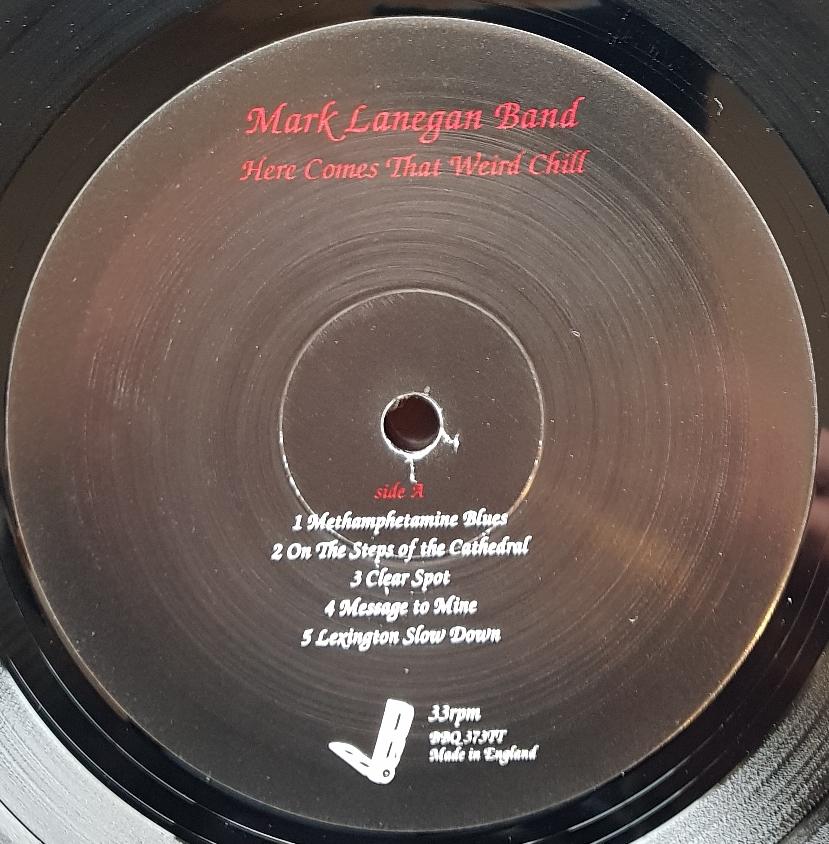 Mark Lanegan Band
Here Comes That Weird Chill
side A
1 Methamphetamine Blues
2 On The Steps of the Cathedral
3 Clear Spot
4 Message to Mine
5 Lexington Slow Down
33rpm
BBQ 373TT
Made in England